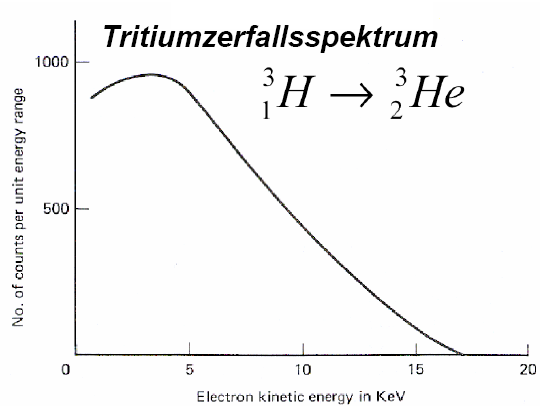 Tritiumzerfallsspektrum
³₁H → ³₂He
No. of counts per unit energy range
1000
500
0 5 10 15 20
Electron kinetic energy in KeV